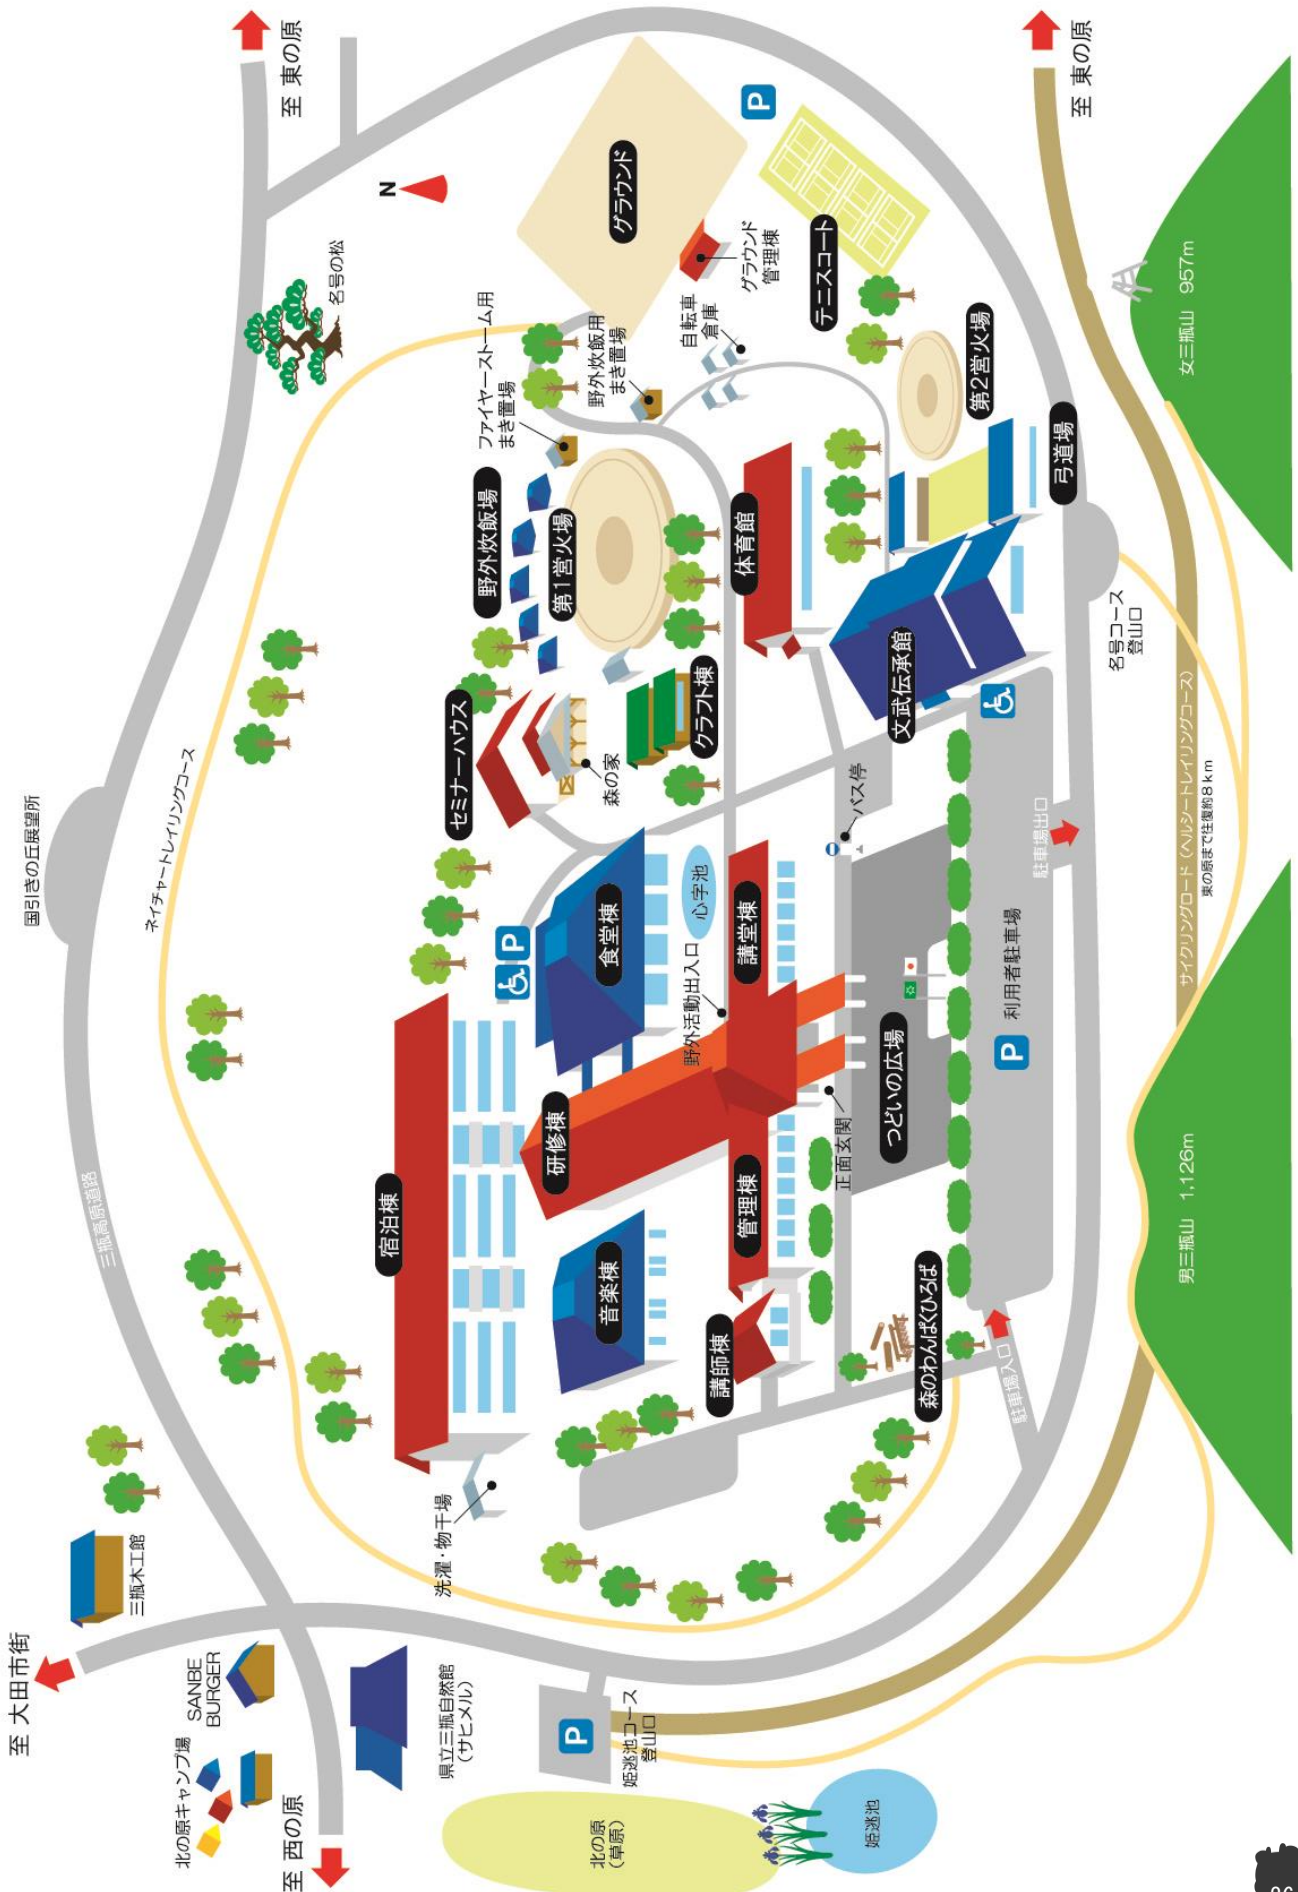 至 大田市街
三瓶木工館
SANBE
BURGER
北の原キャンプ場
至 西の原
県立三瓶自然館
(サヒメル)
北の原
(草原)
姫逃池
P
姫逃池コース
登山口
国引きの丘展望所
三瓶高原道路
ネイチャートレイリングコース
名号の松
至 東の原
N
宿泊棟
洗濯・物干場
音楽棟
研修棟
食堂棟
P
セミナーハウス
森の家
クラフト棟
野外炊飯場
第1営火場
ファイヤーストーム用
まき置場
野外炊飯用
まき置場
グラウンド
グラウンド
管理棟
自転車
倉庫
P
テニスコート
第2営火場
弓道場
体育館
文武伝承館
心字池
野外活動出入口
講堂棟
管理棟
講師棟
正面玄関
バス停
つどいの広場
森のわんぱくひろば
P
利用者駐車場
駐車場出口
駐車場入口
名号コース
登山口
サイクリングロード(ヘルシートレイリングコース)
東の原まで往復約8km
至 東の原
男三瓶山 1,126m
女三瓶山 957m